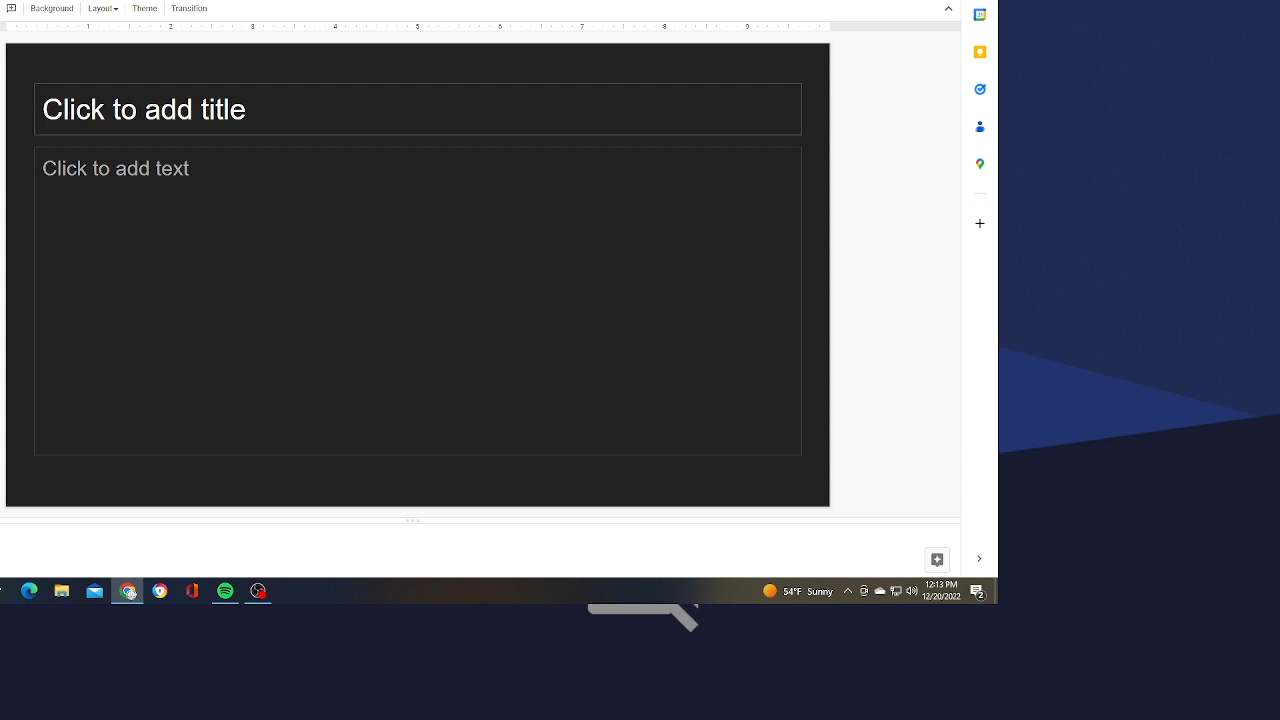 Background Layout Theme Transition
1 2 3 4 5 6 7 8 9
Click to add title
Click to add text
54°F Sunny
12:13 PM
12/20/2022
2